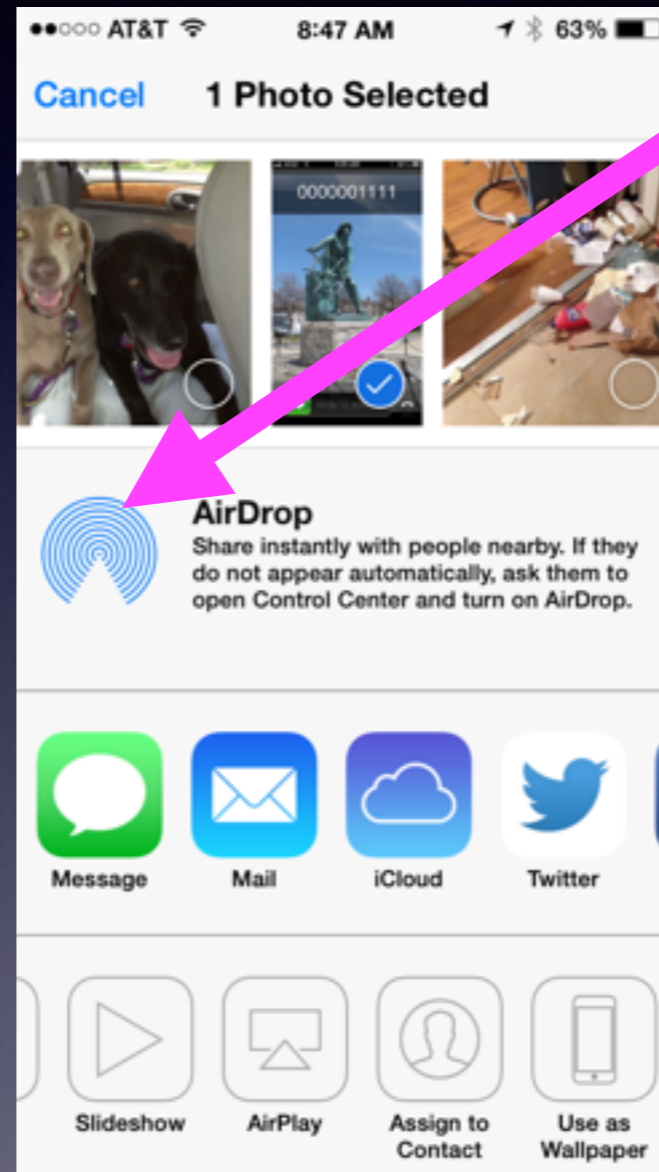 AT&T 8:47 AM 63%
Cancel 1 Photo Selected
0000001111
AirDrop
Share instantly with people nearby. If they
do not appear automatically, ask them to
open Control Center and turn on AirDrop.
Message Mail iCloud Twitter
Slideshow AirPlay Assign to Use as
Contact Wallpaper